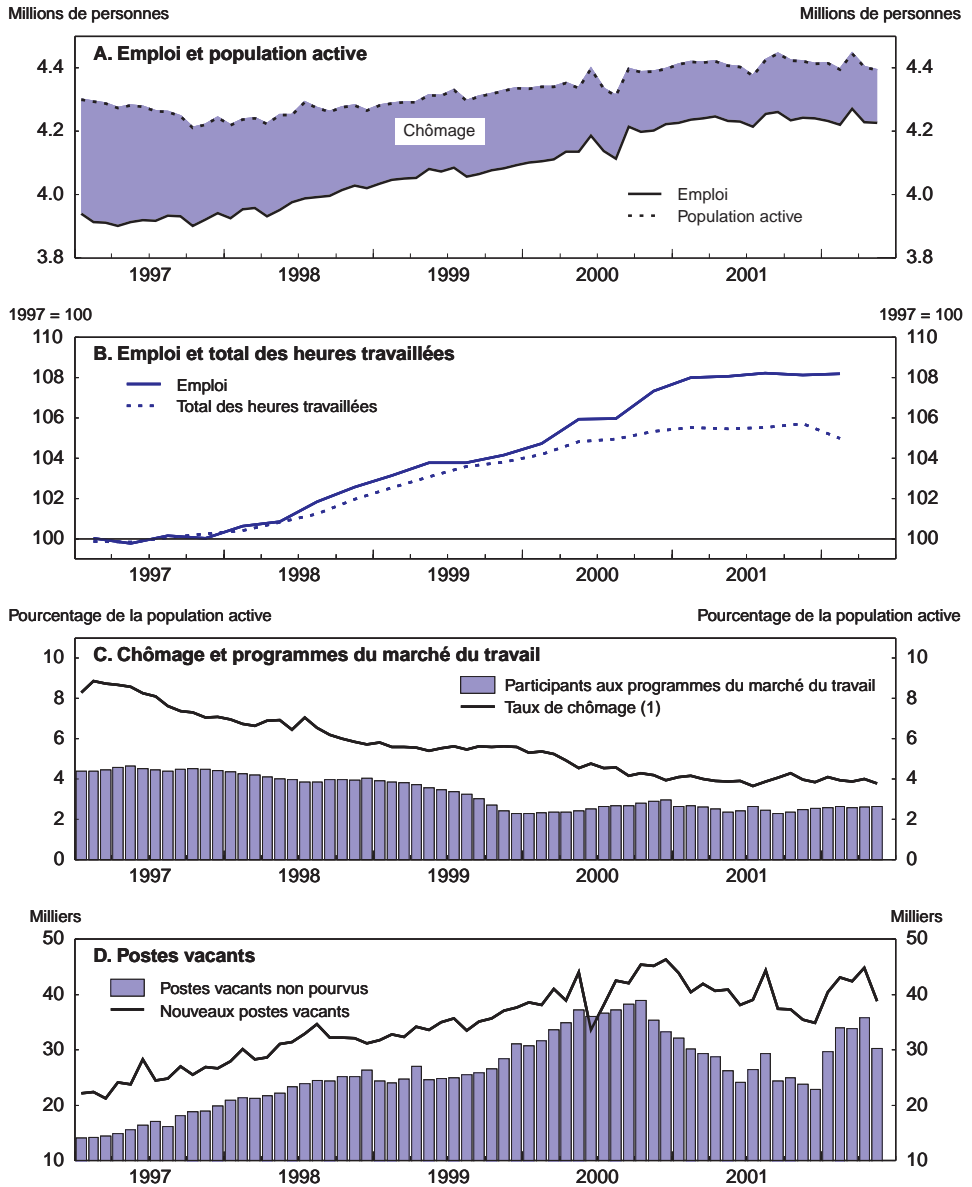 Millions de personnes Millions de personnes
A. Emploi et population active
4.4 4.4
Chômage
4.2 4.2
4.0 4.0
Emploi
Population active
3.8 3.8
1997 1998 1999 2000 2001
1997 = 100 1997 = 100
110 110
B. Emploi et total des heures travaillées
108 108
Emploi
Total des heures travaillées
106 106
104 104
102 102
100 100
1997 1998 1999 2000 2001
Pourcentage de la population active Pourcentage de la population active
10 10
C. Chômage et programmes du marché du travail
Participants aux programmes du marché du travail
8 8
Taux de chômage (1)
6 6
4 4
2 2
0 0
1997 1998 1999 2000 2001
Milliers Milliers
50 50
D. Postes vacants
Postes vacants non pourvus
40 40
Nouveaux postes vacants
30 30
20 20
10 10
1997 1998 1999 2000 2001